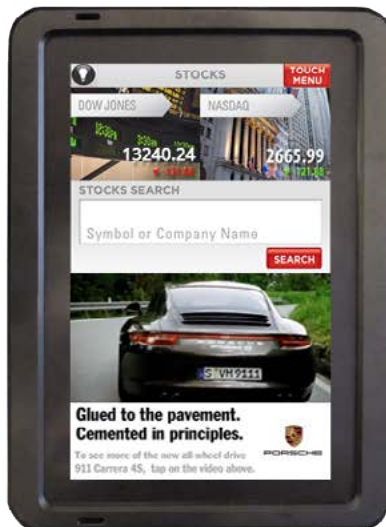 STOCKS
TOUCH
MENU
DOW JONES
NASDAQ
13240.24
2665.99
STOCKS SEARCH
Symbol or Company Name
SEARCH
S VM 9111
Glued to the pavement.
Cemented in principles.
PORSCHE
To see more of the new all-wheel drive
911 Carrera 4S, tap on the video above.